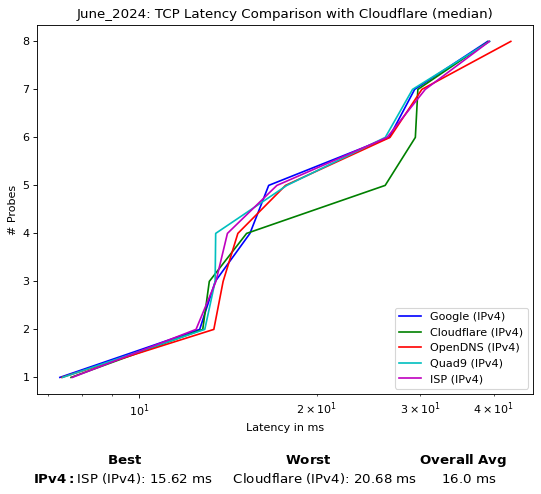 June_2024: TCP Latency Comparison with Cloudflare (median)
8
7
6
5
4
3
2
1
# Probes
Google (IPv4)
Cloudflare (IPv4)
OpenDNS (IPv4)
Quad9 (IPv4)
ISP (IPv4)
10¹ 2 × 10¹ 3 × 10¹ 4 × 10¹
Latency in ms
Best Worst Overall Avg
IPv4: ISP (IPv4): 15.62 ms Cloudflare (IPv4): 20.68 ms 16.0 ms